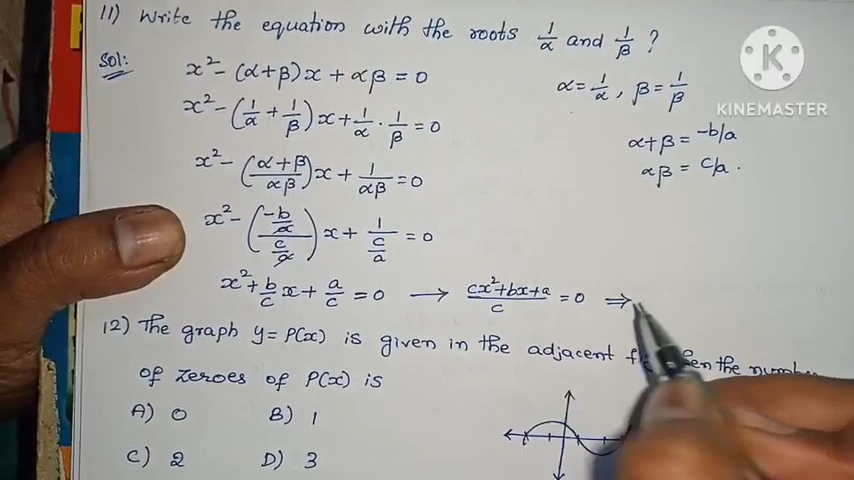 11) Write the equation with the roots 1/α and 1/β ?
Sol:
x² - (α+β)x + αβ = 0
α = 1/α , β = 1/β
x² - (1/α + 1/β)x + 1/α · 1/β = 0
α+β = -b/a
x² - (α+β/αβ)x + 1/αβ = 0
αβ = c/a .
x² - (-b/a / c/a)x + 1/(c/a) = 0
x² + b/c x + a/c = 0 → cx²+bx+a/c = 0 ⇒
12) The graph y = P(x) is given in the adjacent the
of zeroes of P(x) is
A) 0 B) 1
C) 2 D) 3
K
KINEMASTER